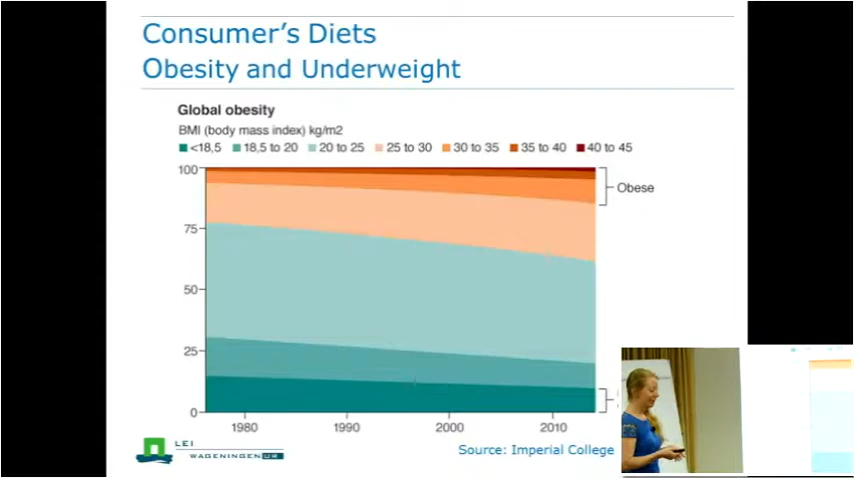 Consumer's Diets
Obesity and Underweight
Global obesity
BMI (body mass index) kg/m2
<18,5 18,5 to 20 20 to 25 25 to 30 30 to 35 35 to 40 40 to 45
100
Obese
75
50
25
0
1980 1990 2000 2010
LEI
WAGENINGEN UR
Source: Imperial College